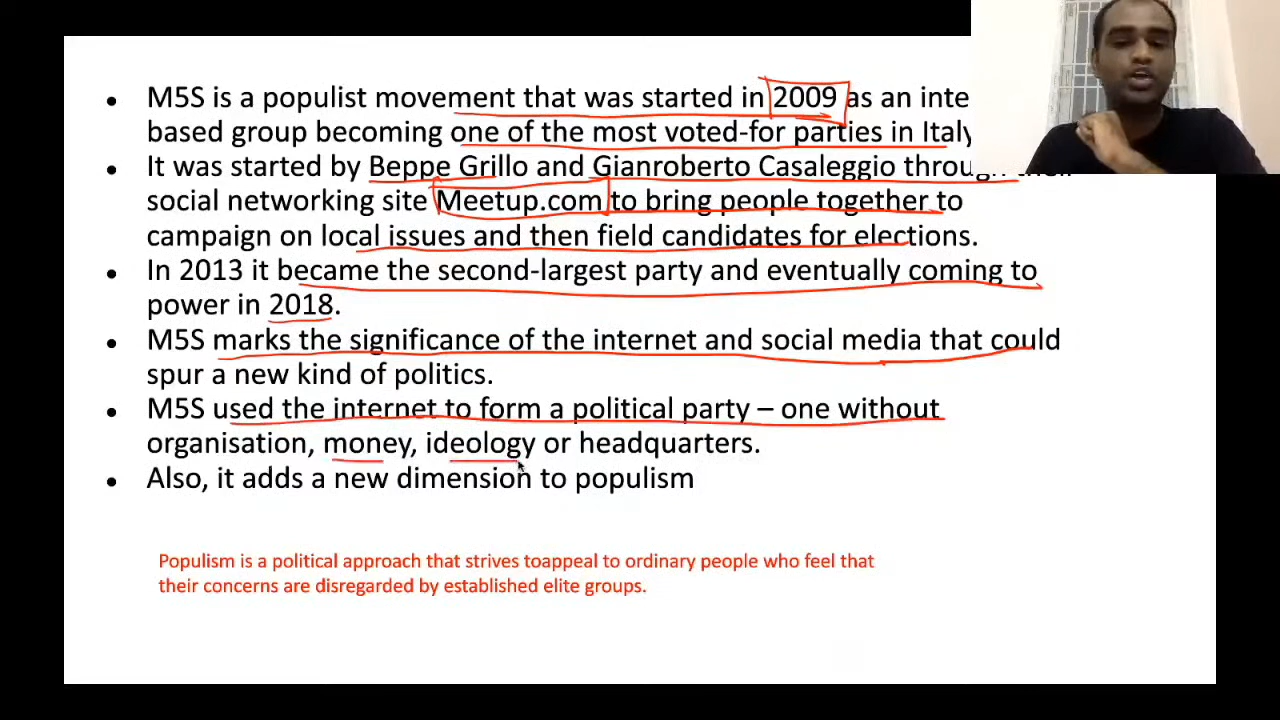 M5S is a populist movement that was started in 2009 as an inte
based group becoming one of the most voted-for parties in Italy
It was started by Beppe Grillo and Gianroberto Casaleggio through their
social networking site Meetup.com to bring people together to
campaign on local issues and then field candidates for elections.
In 2013 it became the second-largest party and eventually coming to
power in 2018.
M5S marks the significance of the internet and social media that could
spur a new kind of politics.
M5S used the internet to form a political party – one without
organisation, money, ideology or headquarters.
Also, it adds a new dimension to populism
Populism is a political approach that strives toappeal to ordinary people who feel that
their concerns are disregarded by established elite groups.